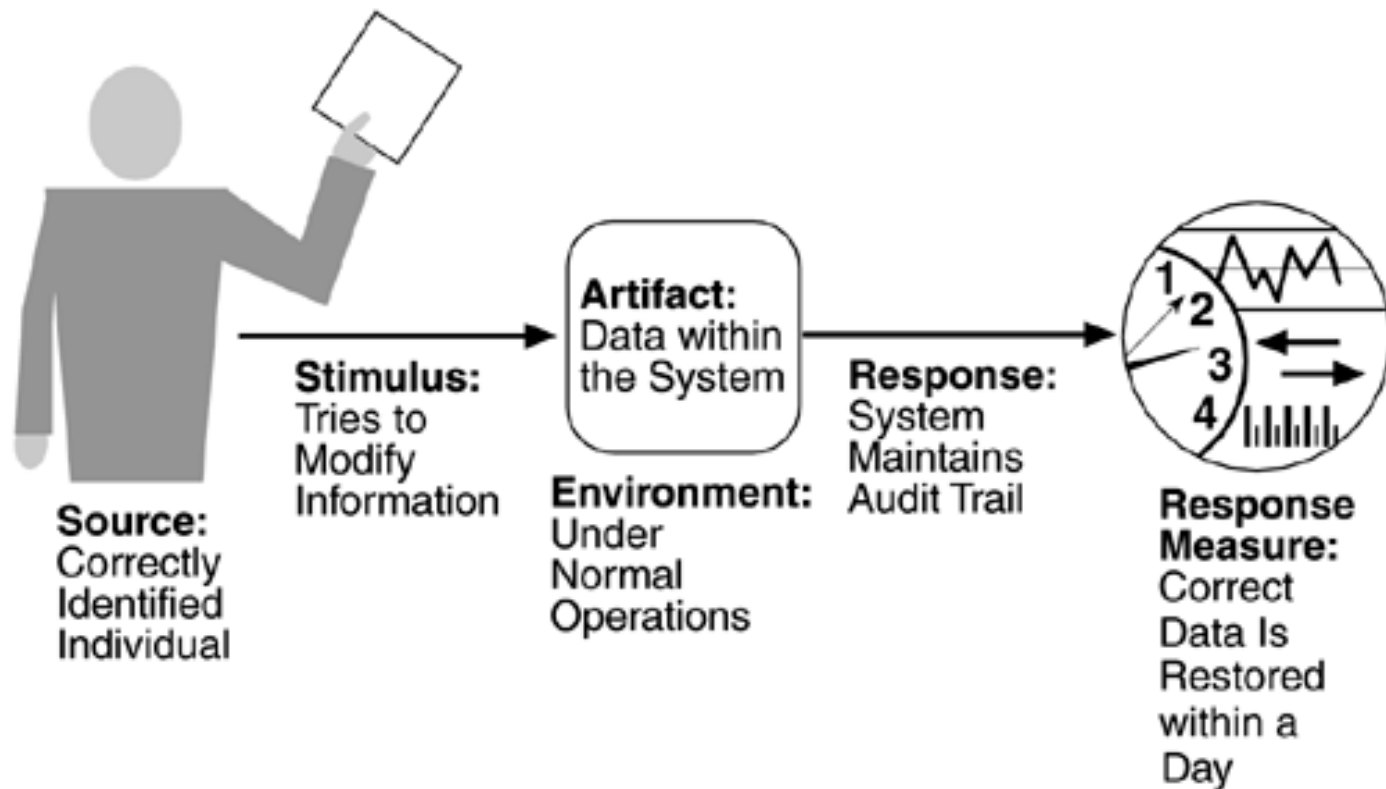 Source:
Correctly
Identified
Individual
Stimulus:
Tries to
Modify
Information
Artifact:
Data within
the System
Environment:
Under
Normal
Operations
Response:
System
Maintains
Audit Trail
1
2
3
4
Response
Measure:
Correct
Data Is
Restored
within a
Day